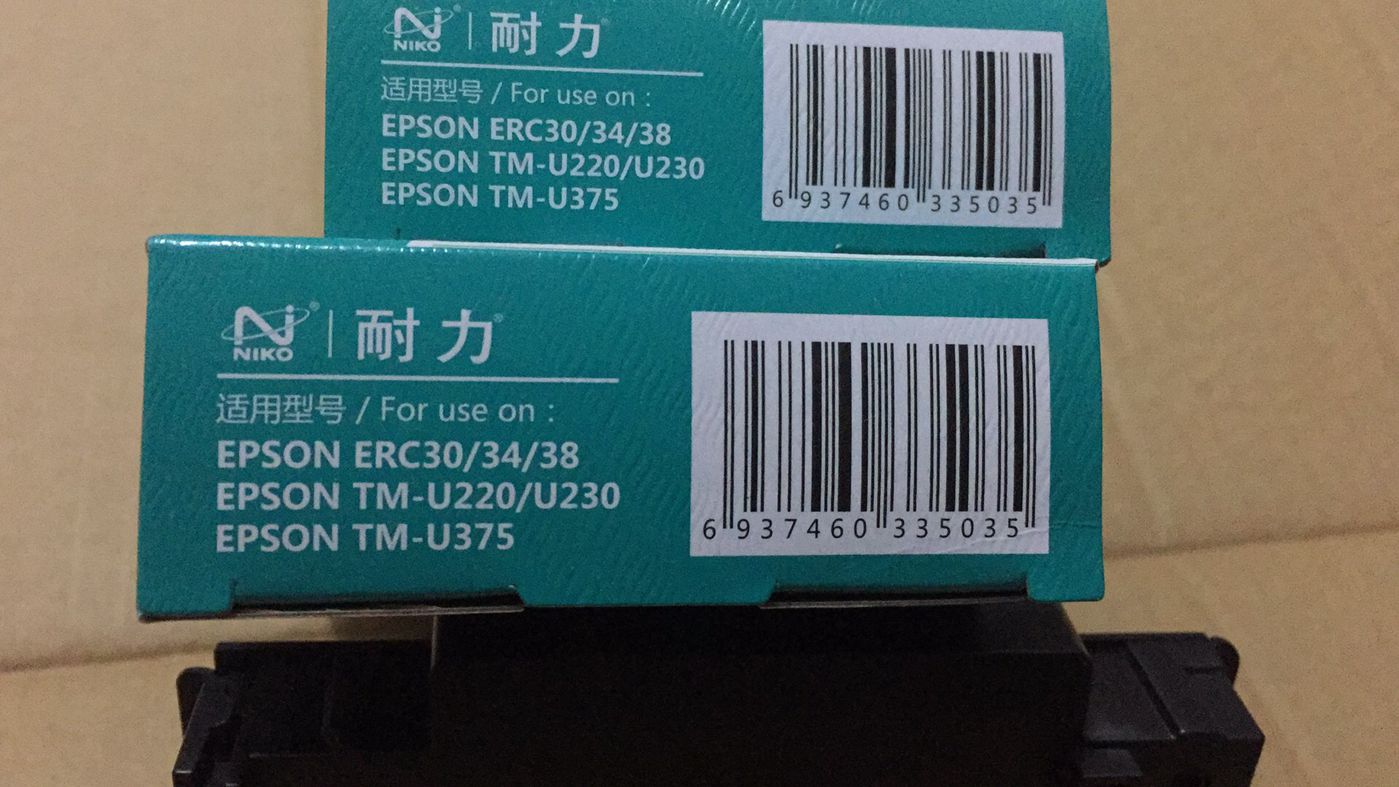 NIKO® | 耐力®
适用型号 / For use on :
EPSON ERC30/34/38
EPSON TM-U220/U230
EPSON TM-U375
6 937460 335035
NIKO® | 耐力®
适用型号 / For use on :
EPSON ERC30/34/38
EPSON TM-U220/U230
EPSON TM-U375
6 937460 335035